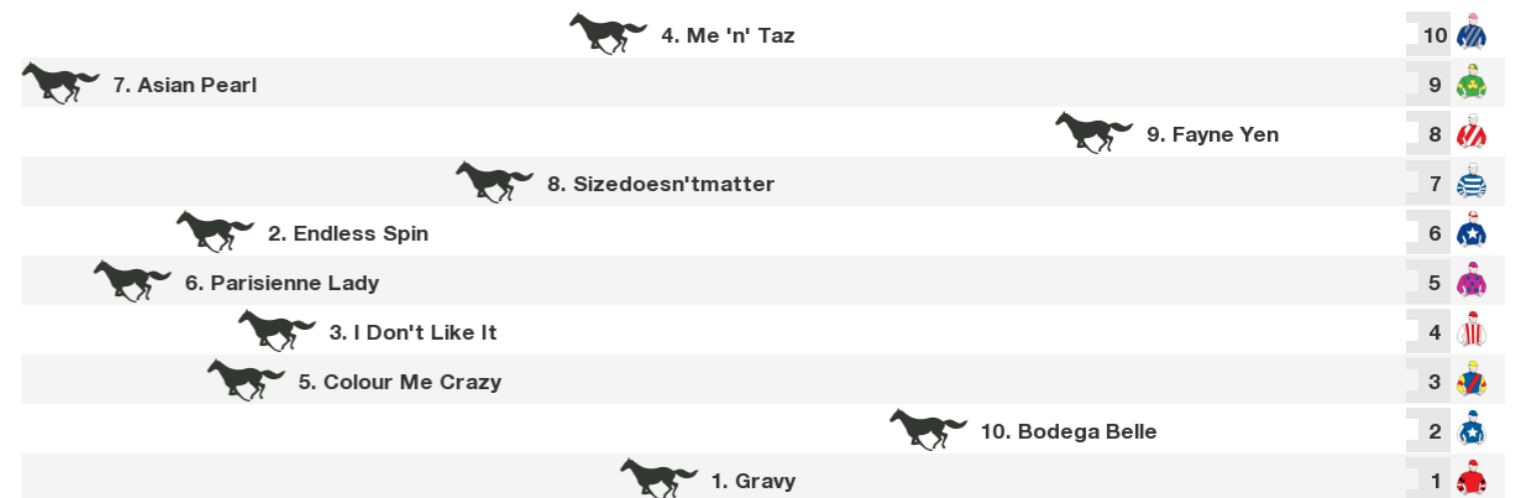 4. Me 'n' Taz 10
7. Asian Pearl 9
9. Fayne Yen 8
8. Sizedoesn'tmatter 7
2. Endless Spin 6
6. Parisienne Lady 5
3. I Don't Like It 4
5. Colour Me Crazy 3
10. Bodega Belle 2
1. Gravy 1